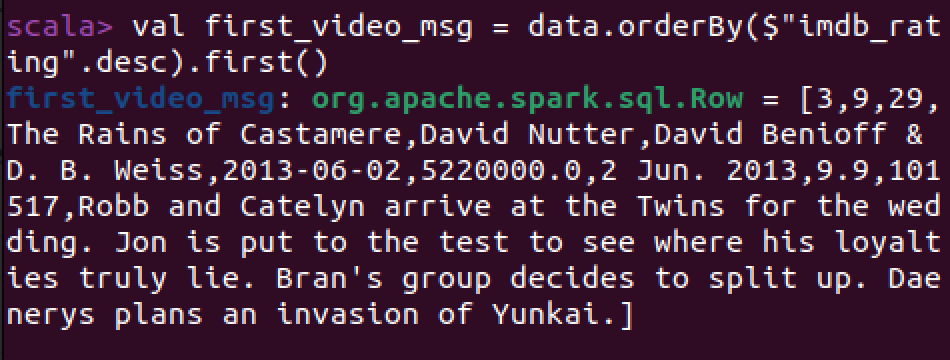 scala> val first_video_msg = data.orderBy($"imdb_rat
ing".desc).first()
first_video_msg: org.apache.spark.sql.Row = [3,9,29,
The Rains of Castamere,David Nutter,David Benioff &
D. B. Weiss,2013-06-02,5220000.0,2 Jun. 2013,9.9,101
517,Robb and Catelyn arrive at the Twins for the wed
ding. Jon is put to the test to see where his loyalt
ies truly lie. Bran's group decides to split up. Dae
nerys plans an invasion of Yunkai.]